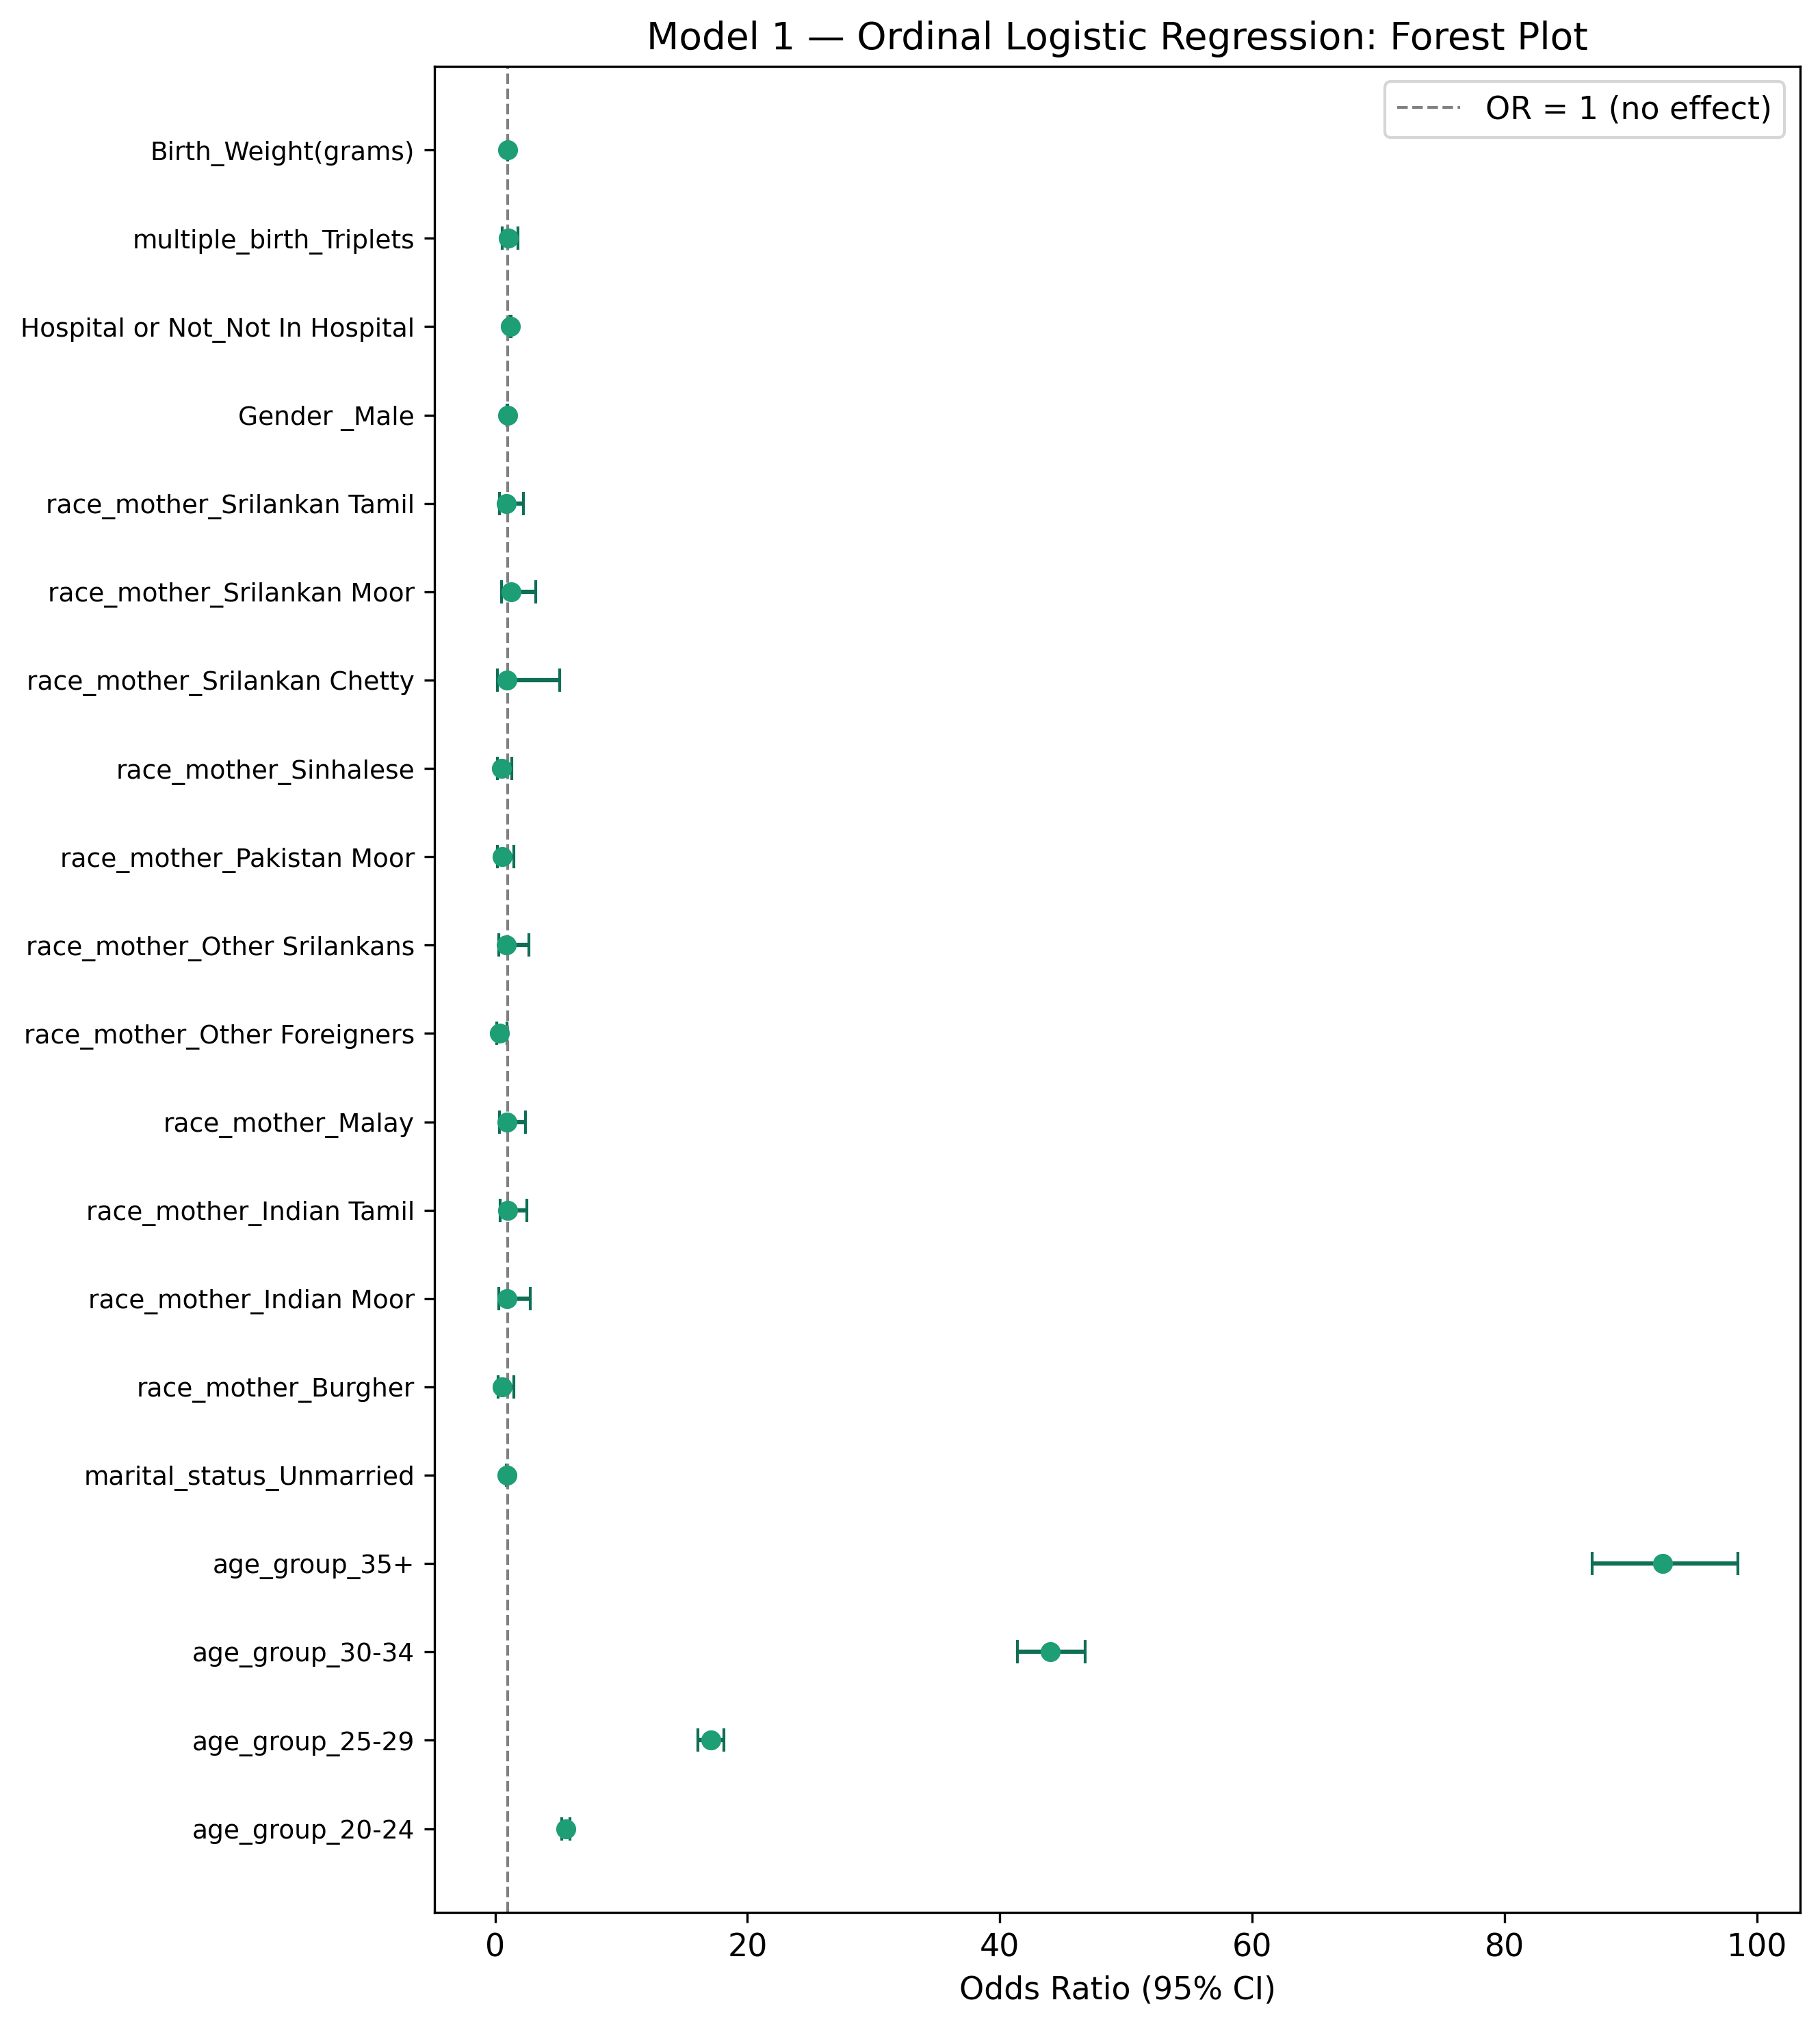 Model 1 — Ordinal Logistic Regression: Forest Plot
OR = 1 (no effect)
Birth_Weight(grams)
multiple_birth_Triplets
Hospital or Not_Not In Hospital
Gender _Male
race_mother_Srilankan Tamil
race_mother_Srilankan Moor
race_mother_Srilankan Chetty
race_mother_Sinhalese
race_mother_Pakistan Moor
race_mother_Other Srilankans
race_mother_Other Foreigners
race_mother_Malay
race_mother_Indian Tamil
race_mother_Indian Moor
race_mother_Burgher
marital_status_Unmarried
age_group_35+
age_group_30-34
age_group_25-29
age_group_20-24
0 20 40 60 80 100
Odds Ratio (95% CI)